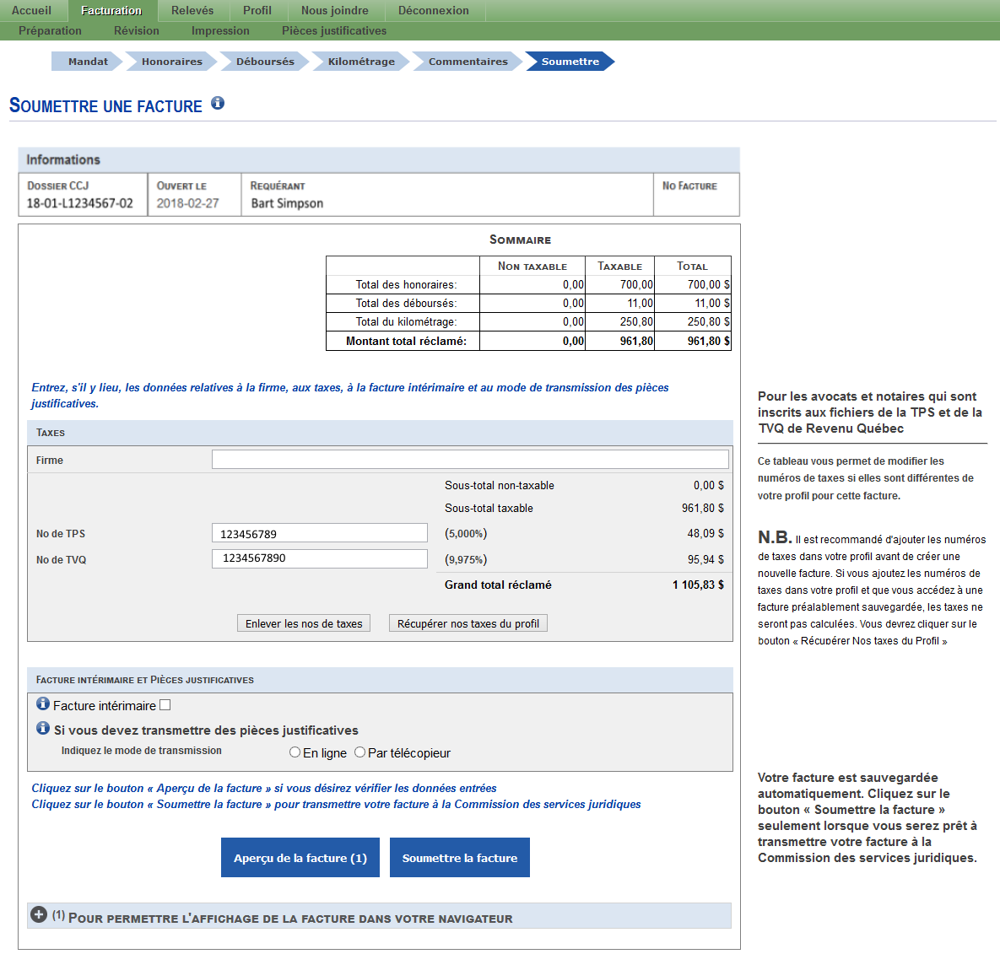 Accueil Facturation Relevés Profil Nous joindre Déconnexion
Préparation Révision Impression Pièces justificatives
Mandat Honoraires Déboursés Kilométrage Commentaires Soumettre
Soumettre une facture
Informations
Dossier CCJ Ouvert le Requérant No Facture
18-01-L1234567-02 2018-02-27 Bart Simpson
Sommaire
Non taxable Taxable Total
Total des honoraires: 0,00 700,00 700,00 $
Total des déboursés: 0,00 11,00 11,00 $
Total du kilométrage: 0,00 250,80 250,80 $
Montant total réclamé: 0,00 961,80 961,80 $
Entrez, s'il y lieu, les données relatives à la firme, aux taxes, à la facture intérimaire et au mode de transmission des pièces
justificatives.
Taxes
Firme
Sous-total non-taxable 0,00 $
Sous-total taxable 961,80 $
No de TPS 123456789 (5,000%) 48,09 $
No de TVQ 1234567890 (9,975%) 95,94 $
Grand total réclamé 1 105,83 $
Enlever les nos de taxes Récupérer nos taxes du profil
Pour les avocats et notaires qui sont
inscrits aux fichiers de la TPS et de la
TVQ de Revenu Québec
Ce tableau vous permet de modifier les
numéros de taxes si elles sont différentes de
votre profil pour cette facture.
N.B. Il est recommandé d'ajouter les numéros
de taxes dans votre profil avant de créer une
nouvelle facture. Si vous ajoutez les numéros de
taxes dans votre profil et que vous accédez à une
facture préalablement sauvegardée, les taxes ne
seront pas calculées. Vous devrez cliquer sur le
bouton « Récupérer Nos taxes du Profil »
Facture intérimaire et Pièces justificatives
Facture intérimaire
Si vous devez transmettre des pièces justificatives
Indiquez le mode de transmission En ligne Par télécopieur
Cliquez sur le bouton « Aperçu de la facture » si vous désirez vérifier les données entrées
Cliquez sur le bouton « Soumettre la facture » pour transmettre votre facture à la Commission des services juridiques
Aperçu de la facture (1) Soumettre la facture
Votre facture est sauvegardée
automatiquement. Cliquez sur le
bouton « Soumettre la facture »
seulement lorsque vous serez prêt à
transmettre votre facture à la
Commission des services juridiques.
(1) Pour permettre l'affichage de la facture dans votre navigateur